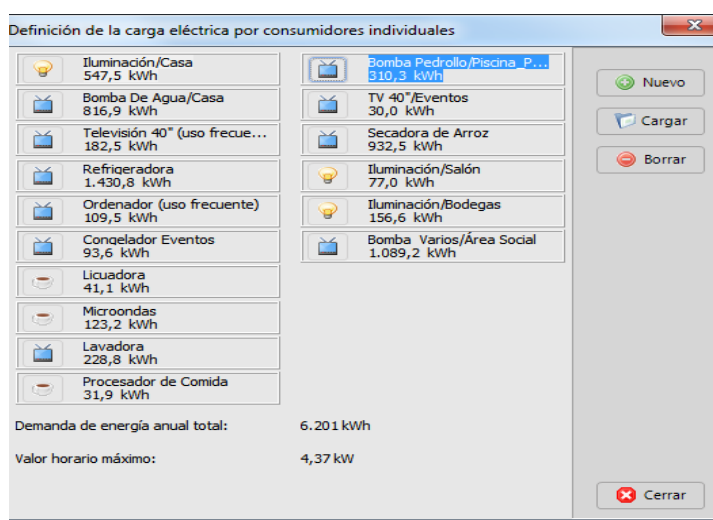 Definición de la carga eléctrica por consumidores individuales
Iluminación/Casa
547,5 kWh
Bomba De Agua/Casa
816,9 kWh
Televisión 40" (uso frecue...
182,5 kWh
Refrigeradora
1.430,8 kWh
Ordenador (uso frecuente)
109,5 kWh
Congelador Eventos
93,6 kWh
Licuadora
41,1 kWh
Microondas
123,2 kWh
Lavadora
228,8 kWh
Procesador de Comida
31,9 kWh
Bomba Pedrollo/Piscina_P...
310,3 kWh
TV 40"/Eventos
30,0 kWh
Secadora de Arroz
932,5 kWh
Iluminación/Salón
77,0 kWh
Iluminación/Bodegas
156,6 kWh
Bomba Varios/Área Social
1.089,2 kWh
Nuevo
Cargar
Borrar
Demanda de energía anual total: 6.201 kWh
Valor horario máximo: 4,37 kW
Cerrar